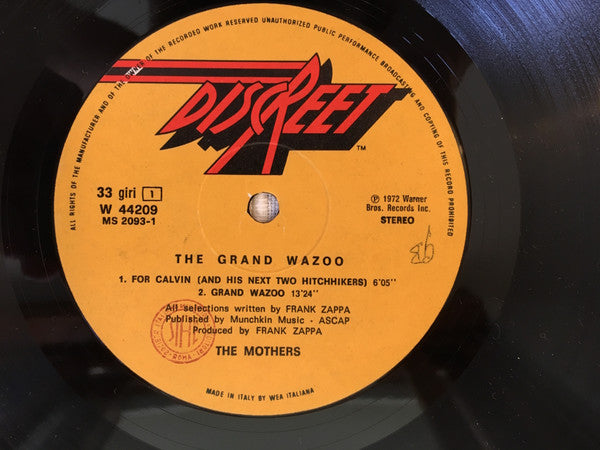 ALL RIGHTS OF THE MANUFACTURER AND OF THE OWNER OF THE RECORDED WORK RESERVED UNAUTHORIZED PUBLIC PERFORMANCE BROADCASTING AND COPYING OF THIS RECORD PROHIBITED
DISCREET
TM
33 giri 1
W 44209
MS 2093-1
℗ 1972 Warner
Bros. Records Inc.
STEREO
THE GRAND WAZOO
1. FOR CALVIN (AND HIS NEXT TWO HITCHHIKERS) 6'05''
2. GRAND WAZOO 13'24''
All selections written by FRANK ZAPPA
Published by Munchkin Music - ASCAP
Produced by FRANK ZAPPA
THE MOTHERS
SIAE
ROMA
MADE IN ITALY BY WEA ITALIANA